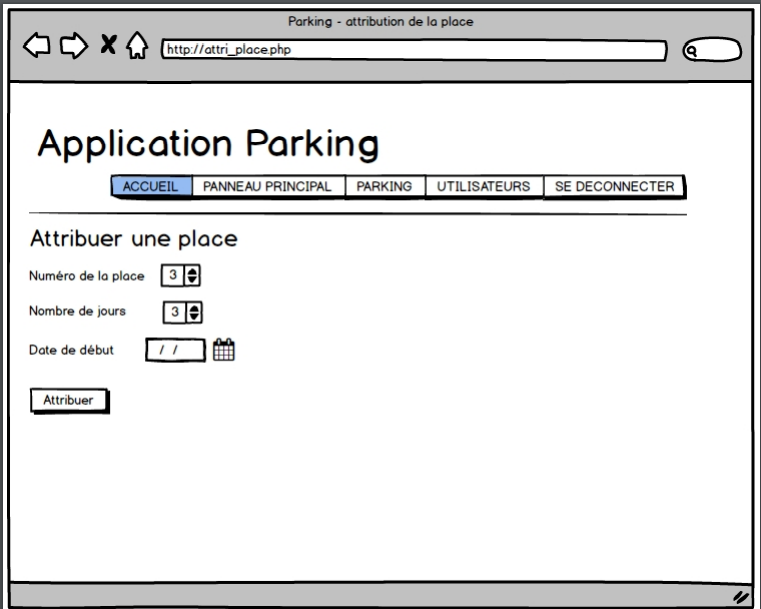 Parking - attribution de la place
http://attri_place.php
Application Parking
ACCUEIL PANNEAU PRINCIPAL PARKING UTILISATEURS SE DECONNECTER
Attribuer une place
Numéro de la place 3
Nombre de jours 3
Date de début / /
Attribuer